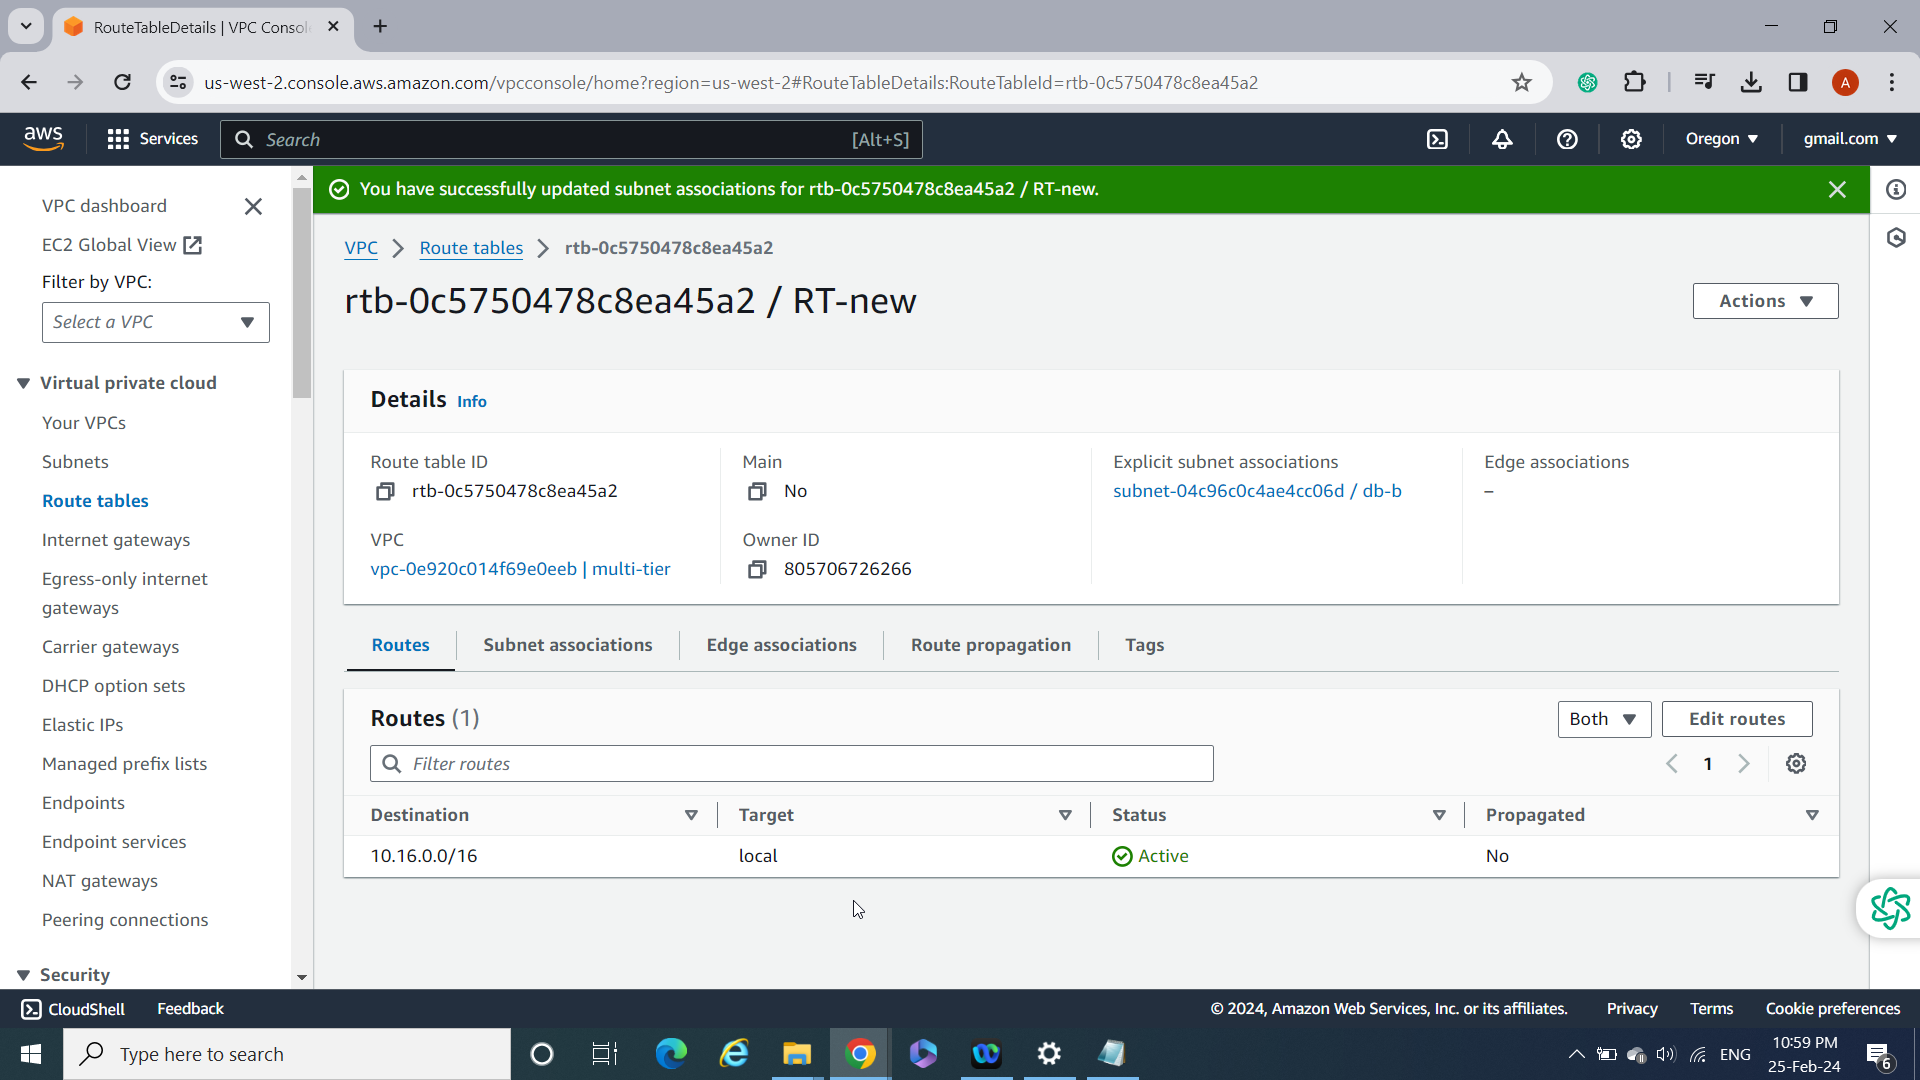 RouteTableDetails | VPC Consol
us-west-2.console.aws.amazon.com/vpcconsole/home?region=us-west-2#RouteTableDetails:RouteTableId=rtb-0c5750478c8ea45a2
A
aws
Services
Search
[Alt+S]
Oregon
gmail.com
You have successfully updated subnet associations for rtb-0c5750478c8ea45a2 / RT-new.
VPC dashboard
EC2 Global View
Filter by VPC:
Select a VPC
Virtual private cloud
Your VPCs
Subnets
Route tables
Internet gateways
Egress-only internet
gateways
Carrier gateways
DHCP option sets
Elastic IPs
Managed prefix lists
Endpoints
Endpoint services
NAT gateways
Peering connections
Security
VPC
Route tables
rtb-0c5750478c8ea45a2
rtb-0c5750478c8ea45a2 / RT-new
Actions
Details Info
Route table ID
rtb-0c5750478c8ea45a2
Main
No
Explicit subnet associations
subnet-04c96c0c4ae4cc06d / db-b
Edge associations
–
VPC
vpc-0e920c014f69e0eeb | multi-tier
Owner ID
805706726266
Routes
Subnet associations
Edge associations
Route propagation
Tags
Routes (1)
Both
Edit routes
Filter routes
1
Destination
Target
Status
Propagated
10.16.0.0/16
local
Active
No
CloudShell
Feedback
© 2024, Amazon Web Services, Inc. or its affiliates.
Privacy
Terms
Cookie preferences
Type here to search
ENG
10:59 PM
25-Feb-24
6